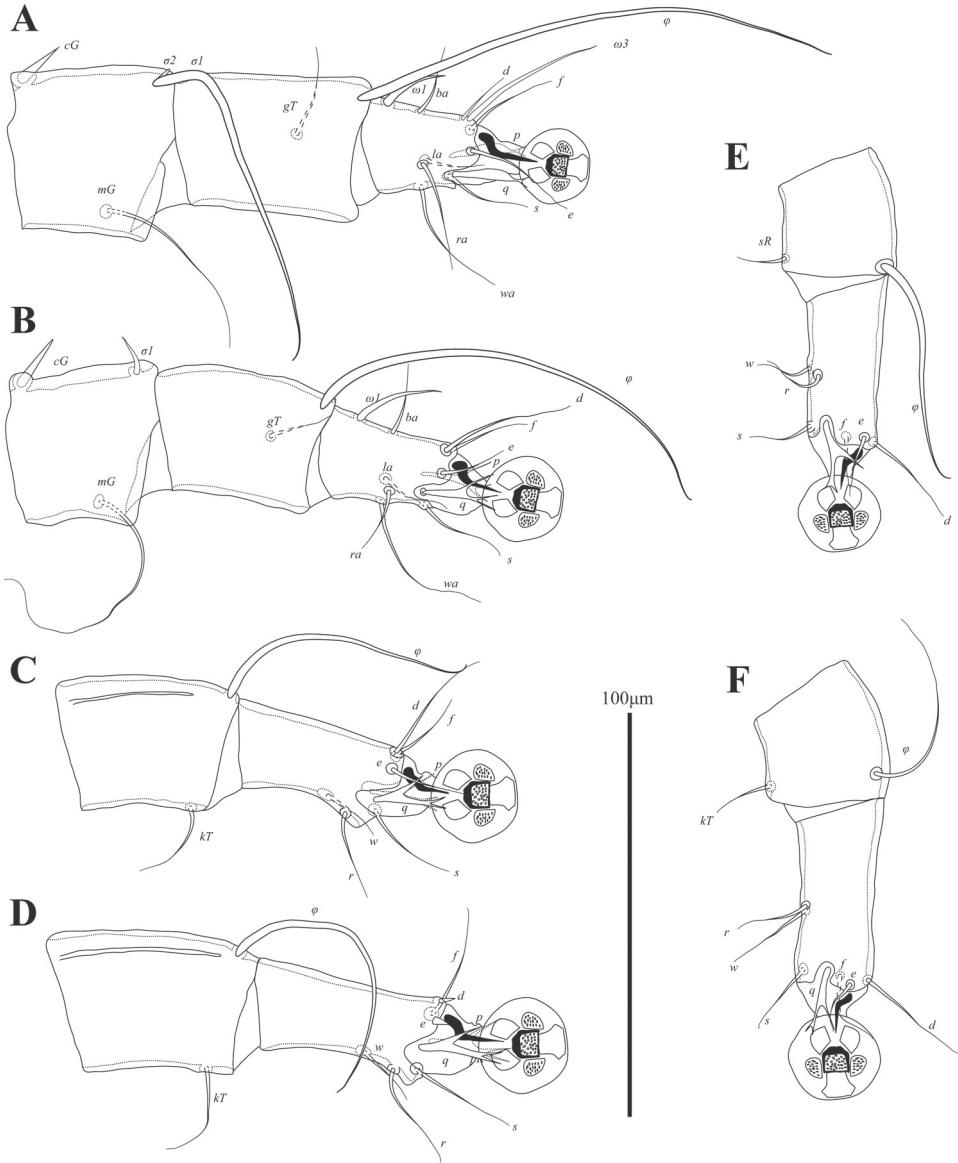 A
cG
σ2
σ1
gT
mG
ω1
ba
d
ω3
f
φ
p
la
q
s
e
ra
wa
B
cG
σ1
gT
mG
ω1
ba
φ
d
f
e
p
la
q
s
ra
wa
C
φ
d
f
e
p
q
kT
w
r
s
D
φ
f
d
e
p
w
q
kT
s
r
100μm
E
sR
w
r
s
f
e
φ
d
F
φ
kT
r
w
f
e
q
s
d